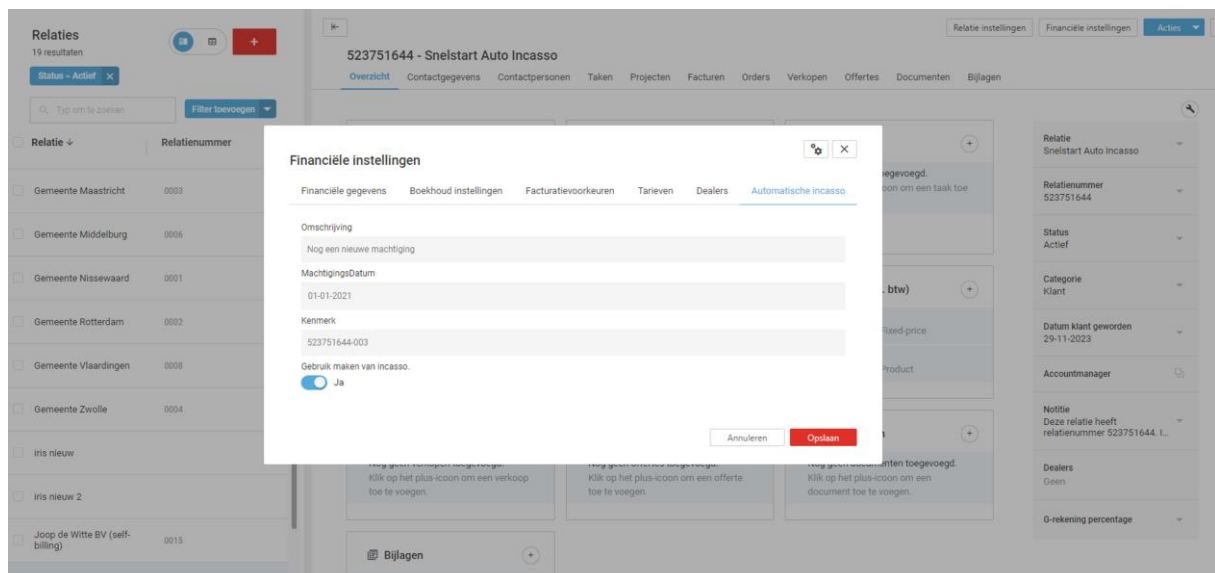 Relaties
19 resultaten
Status - Actief
Typ om te zoeken
Filter toevoegen
Relatie
Relatienummer
Gemeente Maastricht 0003
Gemeente Middelburg 0006
Gemeente Nissewaard 0001
Gemeente Rotterdam 0002
Gemeente Vlaardingen 0008
Gemeente Zwolle 0004
iris nieuw
Iris nieuw 2
Joop de Witte BV (self-
billing)
0015
Relatie instellingen
Financiële instellingen
Acties
523751644 - Snelstart Auto Incasso
Overzicht Contactgegevens Contactpersonen Taken Projecten Facturen Orders Verkopen Offertes Documenten Bijlagen
Financiële instellingen
Financiële gegevens Boekhoud instellingen Facturatievoorkeuren Tarieven Dealers Automatische incasso
Omschrijving
Nog een nieuwe machtiging
MachtigingsDatum
01-01-2021
Kenmerk
523751644-003
Gebruik maken van incasso.
Ja
Annuleren
Opslaan
oon om een taak toe
btw)
Fixed-price
Product
Nog geen verkopen toegevoegd.
Klik op het plus-icoon om een verkoop
toe te voegen.
Nog geen offertes toegevoegd.
Klik op het plus-icoon om een offerte
toe te voegen.
Nog geen documenten toegevoegd.
Klik op het plus-icoon om een
document toe te voegen.
Bijlagen
Relatie
Snelstart Auto Incasso
Relatienummer
523751644
Status
Actief
Categorie
Klant
Datum klant geworden
29-11-2023
Accountmanager
Notitie
Deze relatie heeft
relatienummer 523751644. I...
Dealers
Geen
G-rekening percentage